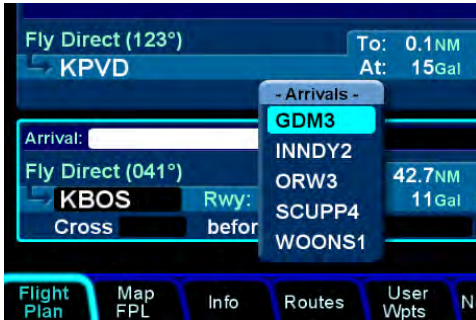 Fly Direct (123°) To: 0.1NM
KPVD At: 15Gal
- Arrivals -
GDM3
Arrival:
INNDY2
Fly Direct (041°) 42.7NM
ORW3
KBOS Rwy: 11Gal
SCUPP4
Cross befor
WOONS1
Flight Plan
Map FPL
Info
Routes
User Wpts
N